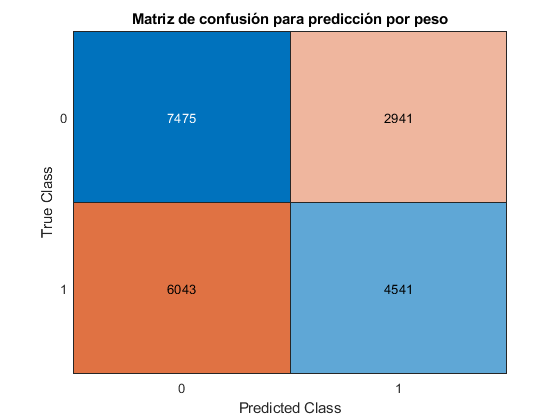 Matriz de confusión para predicción por peso
True Class
0
7475
2941
1
6043
4541
0
1
Predicted Class